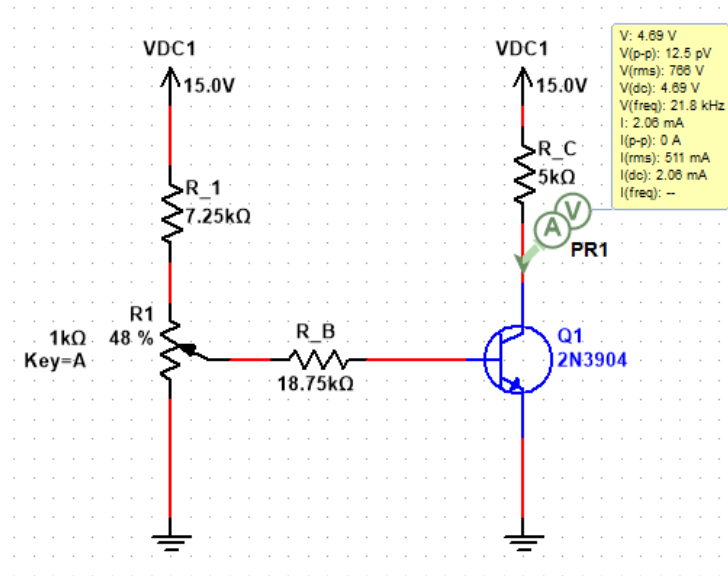 VDC1
15.0V
R_1
7.25kΩ
R1
1kΩ
48 %
Key=A
R_B
18.75kΩ
VDC1
15.0V
R_C
5kΩ
A
V
PR1
Q1
2N3904
V: 4.69 V
V(p-p): 12.5 pV
V(rms): 766 V
V(dc): 4.69 V
V(freq): 21.8 kHz
I: 2.06 mA
I(p-p): 0 A
I(rms): 511 mA
I(dc): 2.06 mA
I(freq): --